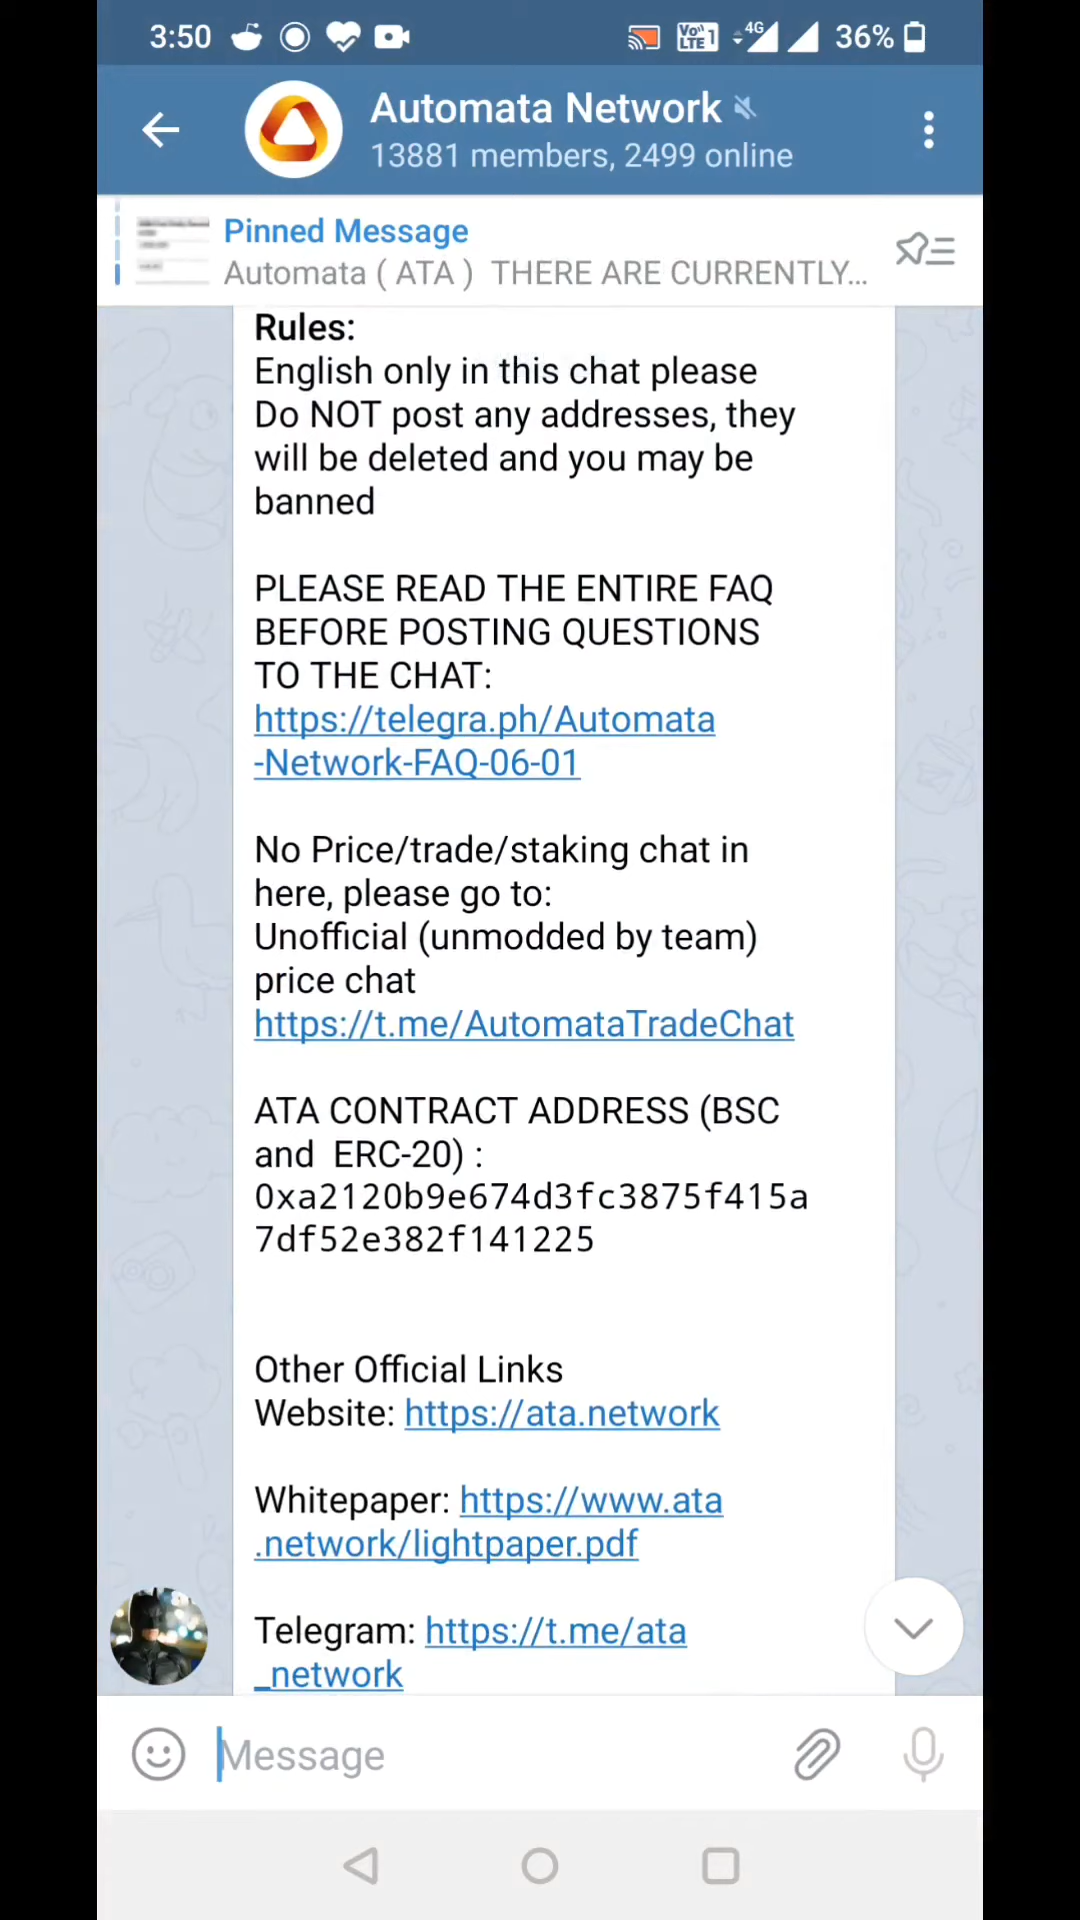 3:50
Vo))
LTE 1
4G
36%
Automata Network
13881 members, 2499 online
Pinned Message
Automata ( ATA )  THERE ARE CURRENTLY...
Rules:
English only in this chat please
Do NOT post any addresses, they
will be deleted and you may be
banned
PLEASE READ THE ENTIRE FAQ
BEFORE POSTING QUESTIONS
TO THE CHAT:
https://telegra.ph/Automata
-Network-FAQ-06-01
No Price/trade/staking chat in
here, please go to:
Unofficial (unmodded by team)
price chat
https://t.me/AutomataTradeChat
ATA CONTRACT ADDRESS (BSC
and  ERC-20) :
0xa2120b9e674d3fc3875f415a
7df52e382f141225
Other Official Links
Website: https://ata.network
Whitepaper: https://www.ata
.network/lightpaper.pdf
Telegram: https://t.me/ata
_network
Message